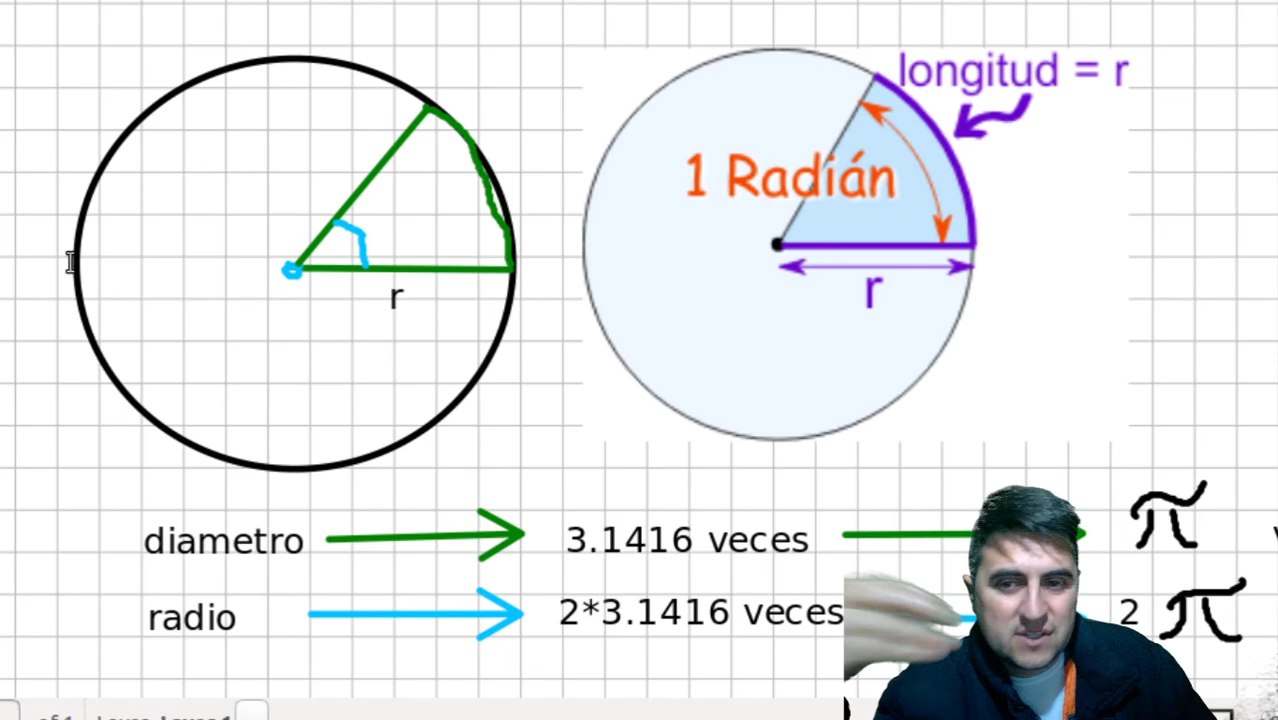 longitud = r
1 Radián
r
r
diametro
3.1416 veces
π
radio
2*3.1416 veces
2 π